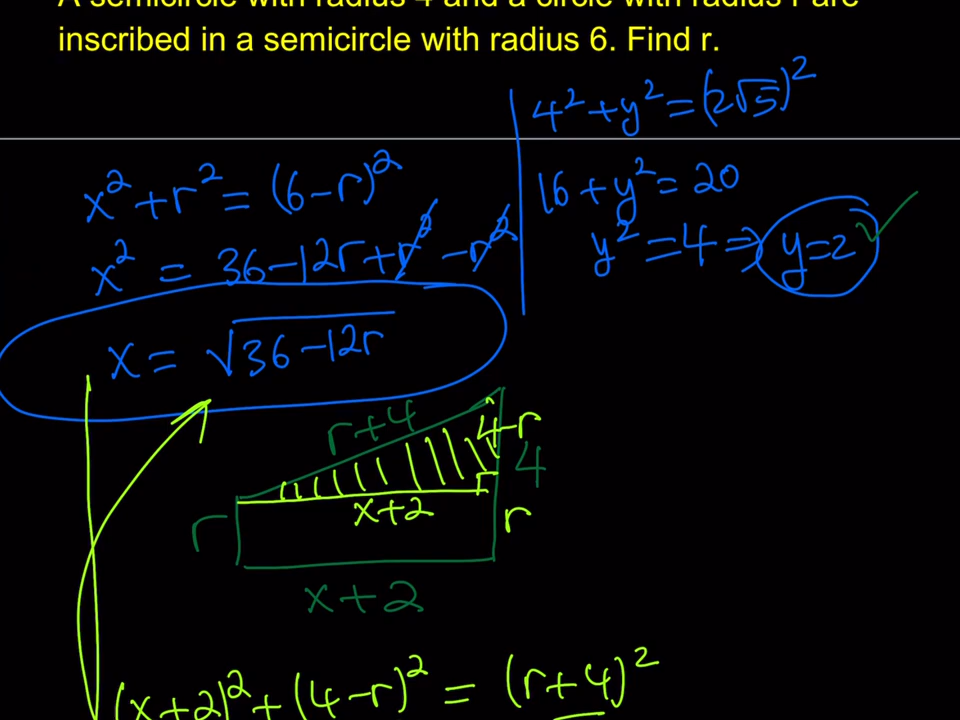 A semicircle with radius 4 and a circle with radius r are
inscribed in a semicircle with radius 6. Find r.
4² + y² = (2√5)²
16 + y² = 20
y² = 4 ⇒ y = 2 ✓
x² + r² = (6 − r)²
x² = 36 − 12r + r² − r²
x = √36 − 12r
r + 4
4 − r
4
x + 2
r
r
x + 2
(x + 2)² + (4 − r)² = (r + 4)²